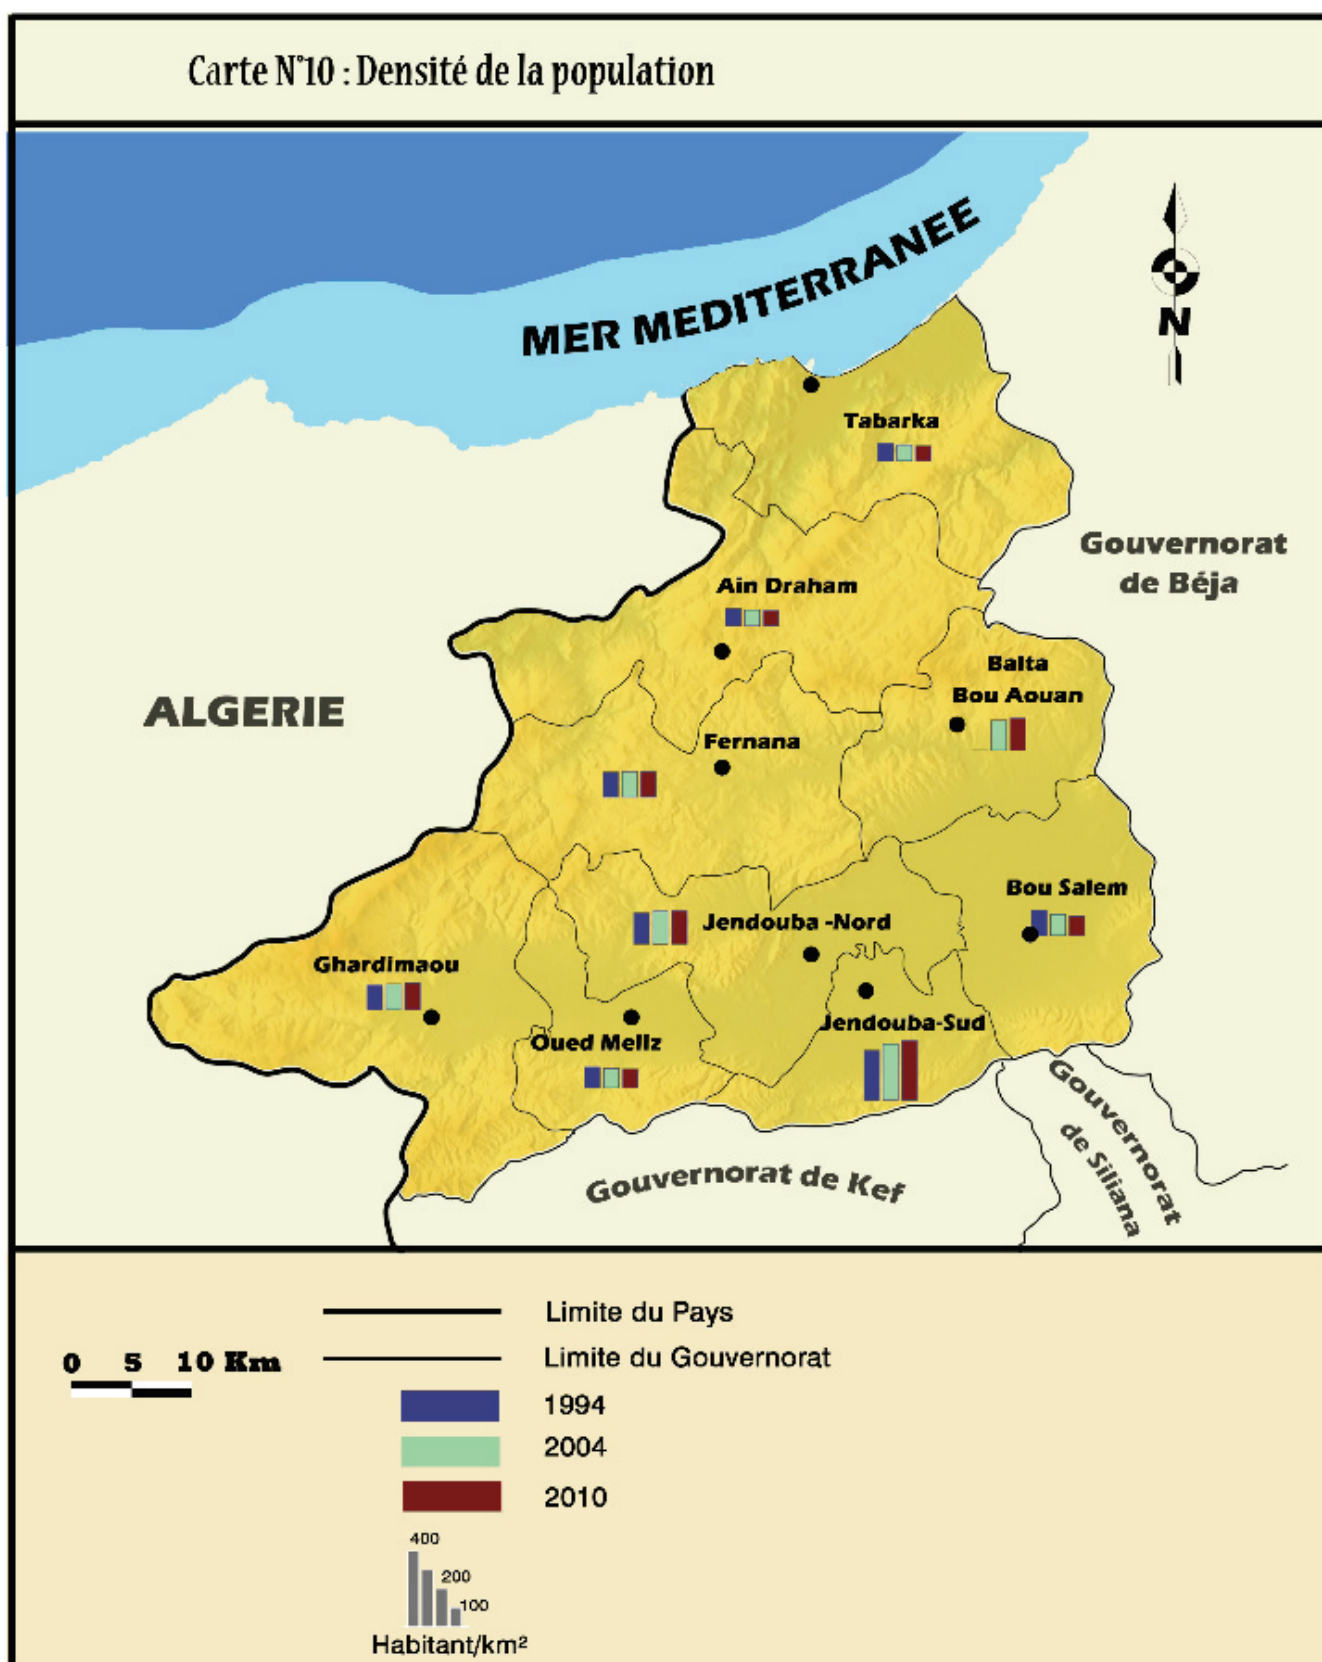 Carte N°10 : Densité de la population
MER MEDITERRANEE
N
Tabarka
Gouvernorat
de Béja
Ain Draham
Balta
Bou Aouan
ALGERIE
Fernana
Bou Salem
Jendouba -Nord
Ghardimaou
Jendouba-Sud
Oued Mellz
Gouvernorat
de Siliana
Gouvernorat de Kef
Limite du Pays
0 5 10 Km
Limite du Gouvernorat
1994
2004
2010
400
200
100
Habitant/km²